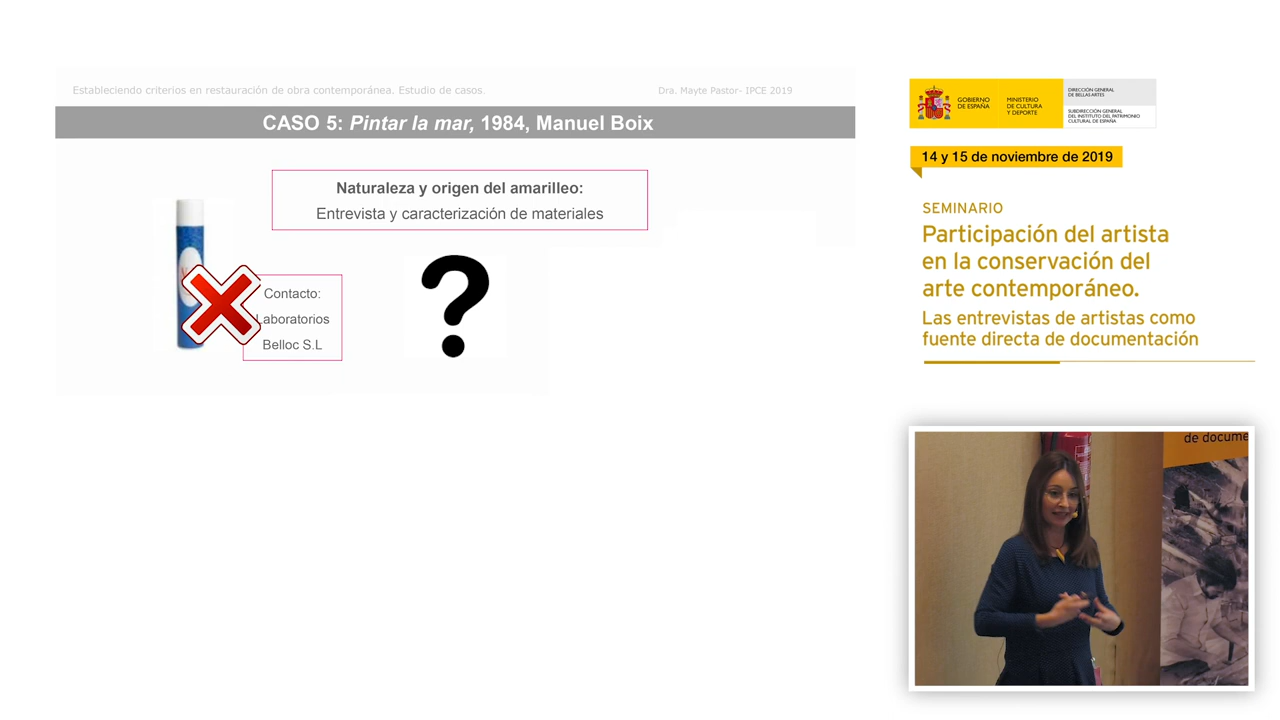 Estableciendo criterios en restauración de obra contemporánea. Estudio de casos.
Dra. Mayte Pastor- IPCE 2019
CASO 5: Pintar la mar, 1984, Manuel Boix
Naturaleza y origen del amarilleo:
Entrevista y caracterización de materiales
Contacto:
Laboratorios
Belloc S.L
GOBIERNO
DE ESPAÑA
MINISTERIO
DE CULTURA
Y DEPORTE
DIRECCIÓN GENERAL
DE BELLAS ARTES
SUBDIRECCIÓN GENERAL
DEL INSTITUTO DEL PATRIMONIO
CULTURAL DE ESPAÑA
14 y 15 de noviembre de 2019
SEMINARIO
Participación del artista
en la conservación del
arte contemporáneo.
Las entrevistas de artistas como
fuente directa de documentación
de docume